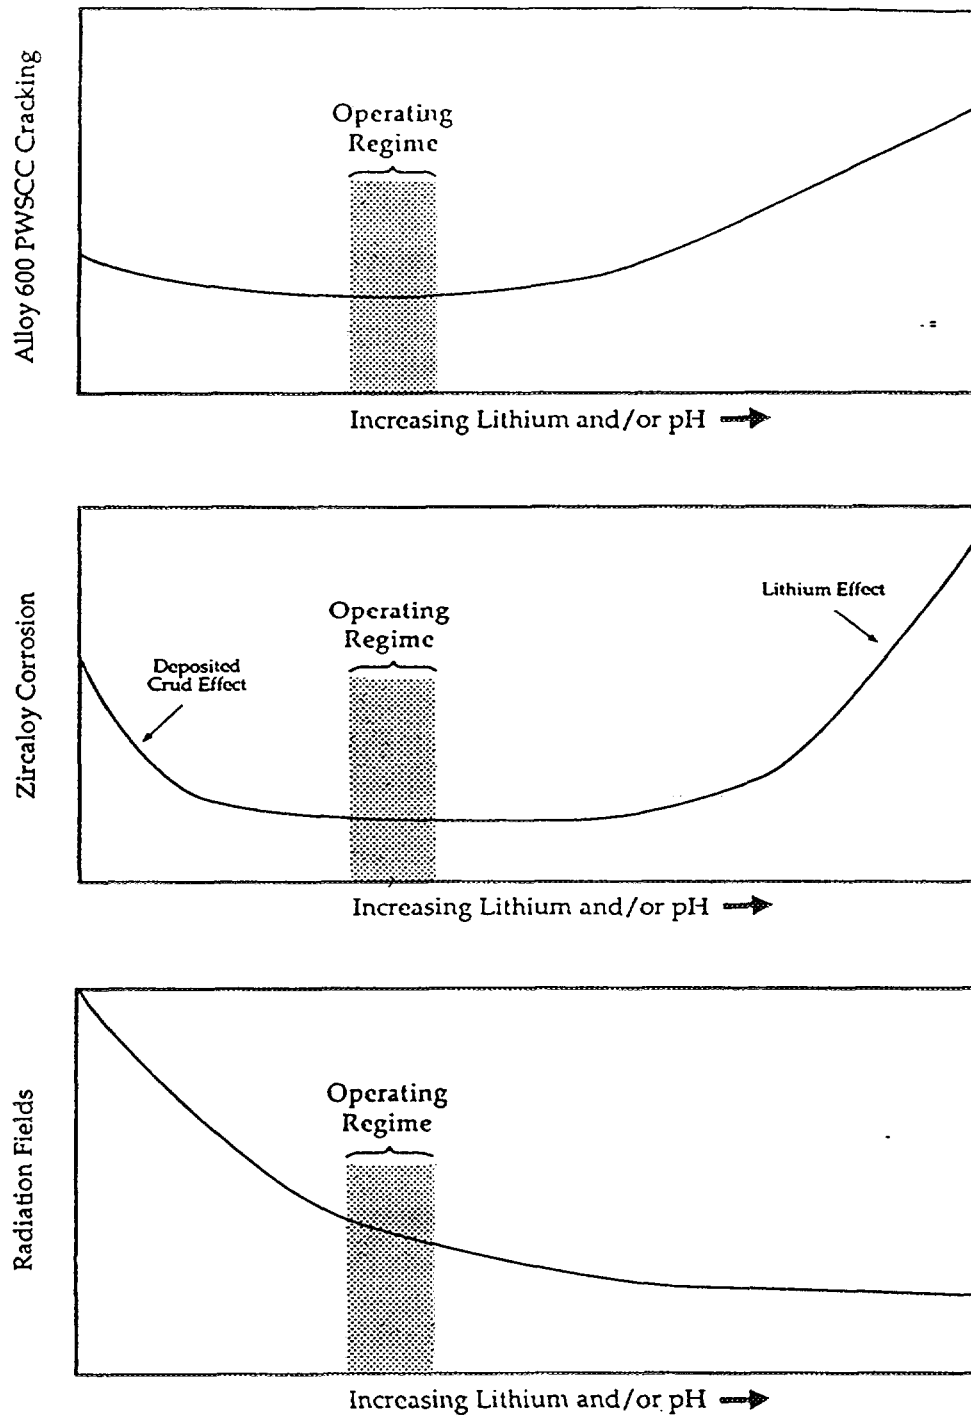 Alloy 600 PWSCC Cracking
Operating
Regime
Increasing Lithium and/or pH
Zircaloy Corrosion
Deposited
Crud Effect
Operating
Regime
Lithium Effect
Increasing Lithium and/or pH
Radiation Fields
Operating
Regime
Increasing Lithium and/or pH